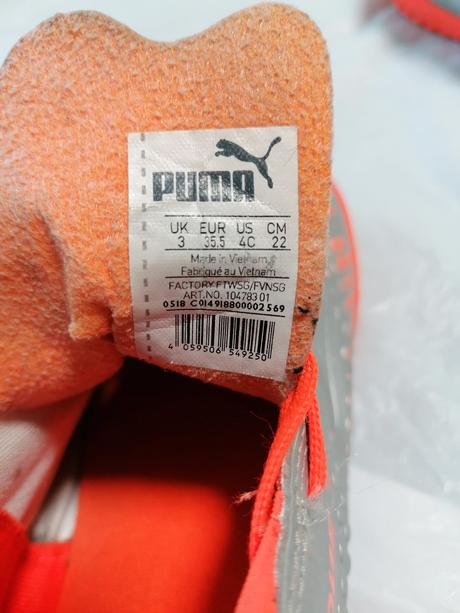 PUMA
UK EUR US CM
3 35.5 4C 22
Made in Vietnam
Fabriqué au Vietnam
FACTORY FTWSG/FVNSG
ART.NO. 104783 01
0518 C014918800002569
4 059506 549250